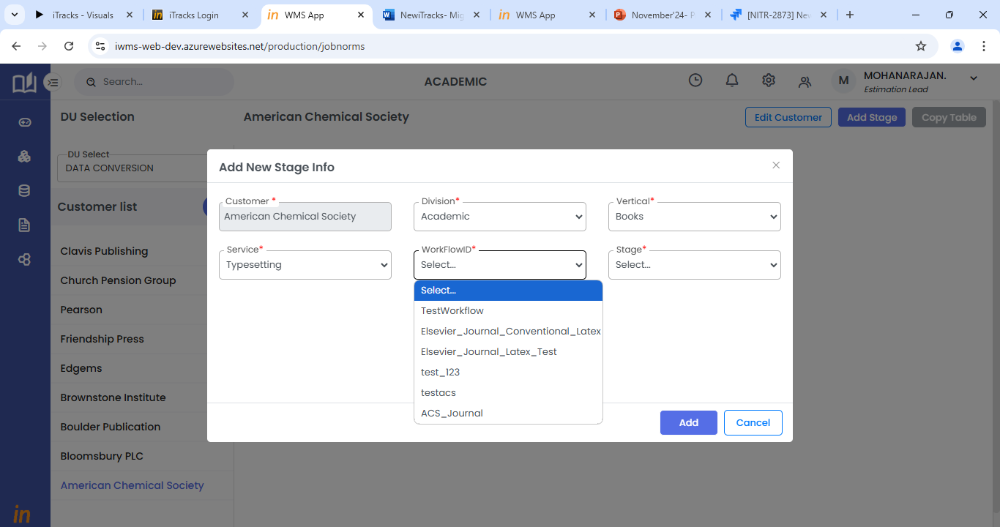 iTracks - Visuals
iTracks Login
WMS App
NewiTracks- Mig
WMS App
November'24- P
[NITR-2873] Nev
iwms-web-dev.azurewebsites.net/production/jobnorms
Search...
ACADEMIC
M
MOHANARAJAN.
Estimation Lead
DU Selection
American Chemical Society
Edit Customer
Add Stage
Copy Table
DU Select
DATA CONVERSION
Customer list
Clavis Publishing
Church Pension Group
Pearson
Friendship Press
Edgems
Brownstone Institute
Boulder Publication
Bloomsbury PLC
American Chemical Society
in
Add New Stage Info
Customer *
American Chemical Society
Division*
Academic
Vertical*
Books
Service*
Typesetting
WorkFlowID*
Select...
Stage*
Select...
Select...
TestWorkflow
Elsevier_Journal_Conventional_Latex
Elsevier_Journal_Latex_Test
test_123
testacs
ACS_Journal
Add
Cancel